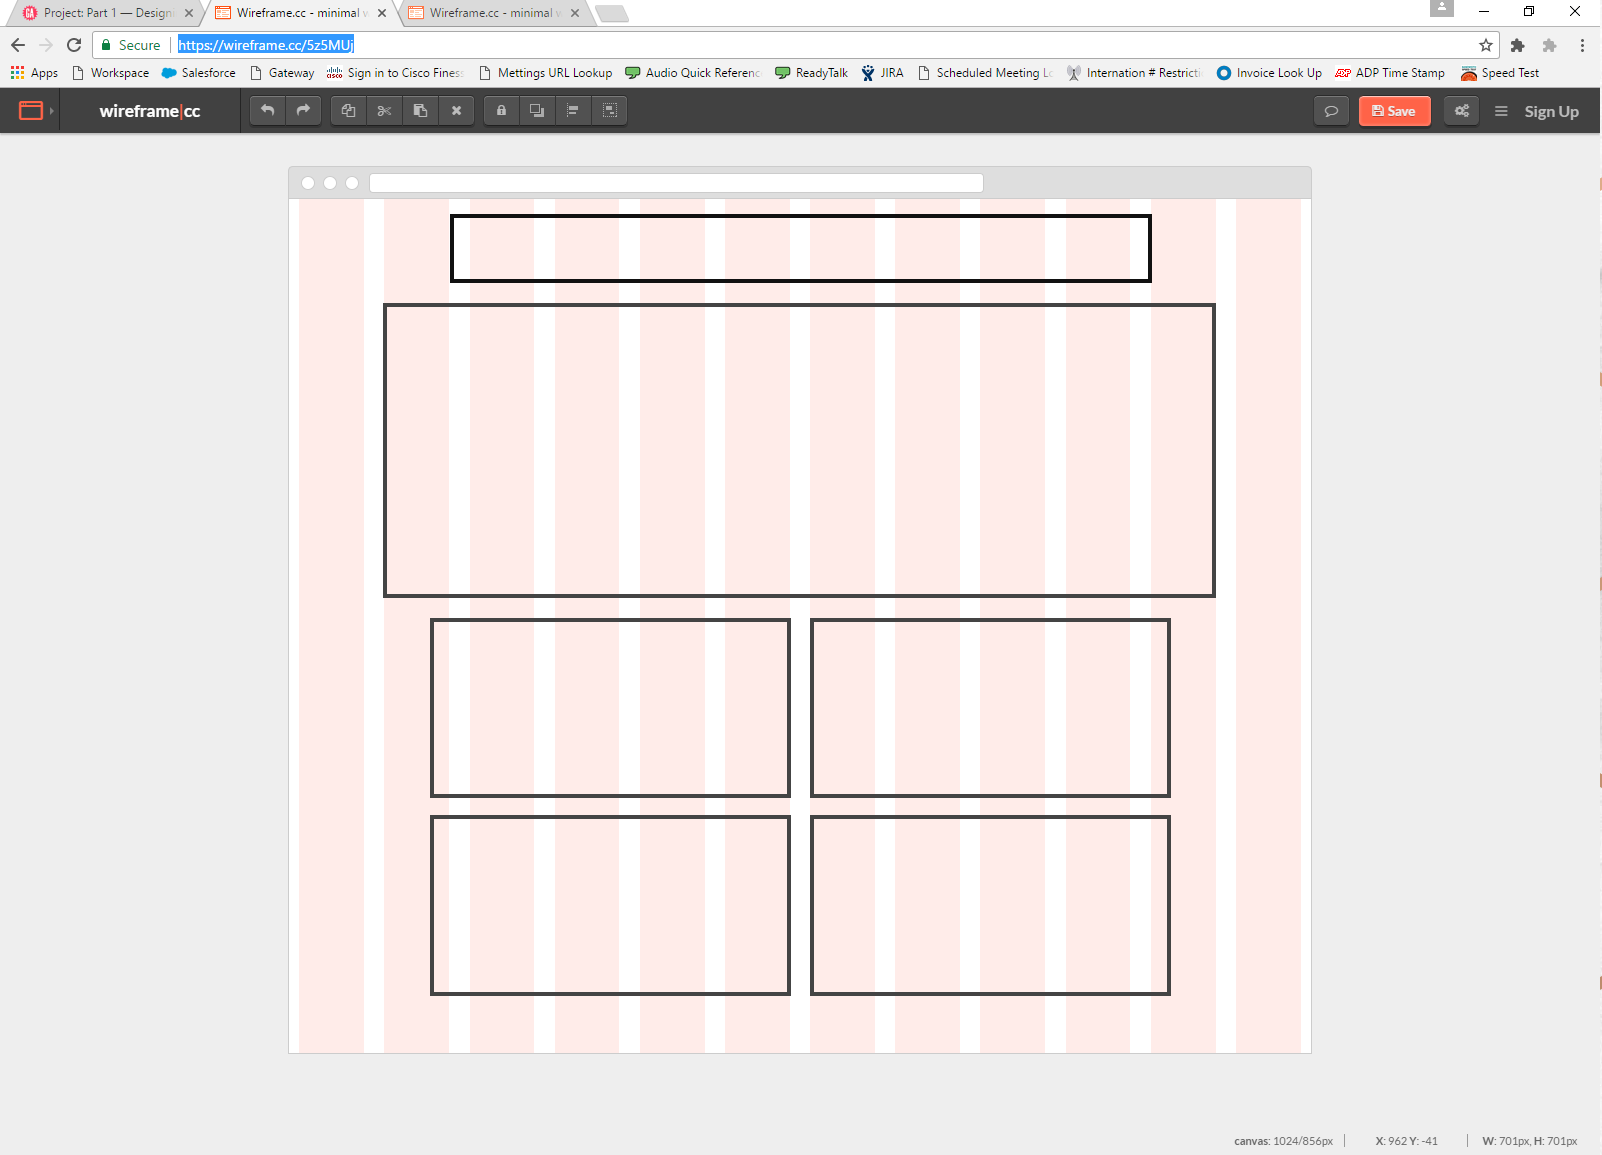 Project: Part 1 — Design
Wireframe.cc - minimal w
Wireframe.cc - minimal w
Secure
https://wireframe.cc/5z5MUj
Apps Workspace Salesforce Gateway Sign in to Cisco Finess Mettings URL Lookup Audio Quick Referenc ReadyTalk JIRA Scheduled Meeting Lo Internation # Restricti Invoice Look Up ADP Time Stamp Speed Test
wireframe|cc Save Sign Up
canvas: 1024/856px X: 962 Y: -41 W: 701px, H: 701px